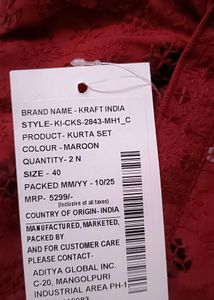 BRAND NAME - KRAFT INDIA
STYLE- KI-CKS-2843-MH1_C
PRODUCT- KURTA SET
COLOUR - MAROON
QUANTITY- 2 N
SIZE - 40
PACKED MM/YY - 10/25
MRP- 5299/-
(Inclusive of all taxes)
COUNTRY OF ORIGIN- INDIA
MANUFACTURED, MARKETED,
PACKED BY
AND FOR CUSTOMER CARE
PLEASE CONTACT-
ADITYA GLOBAL INC.
C-20, MANGOLPURI
INDUSTRIAL AREA PH-1